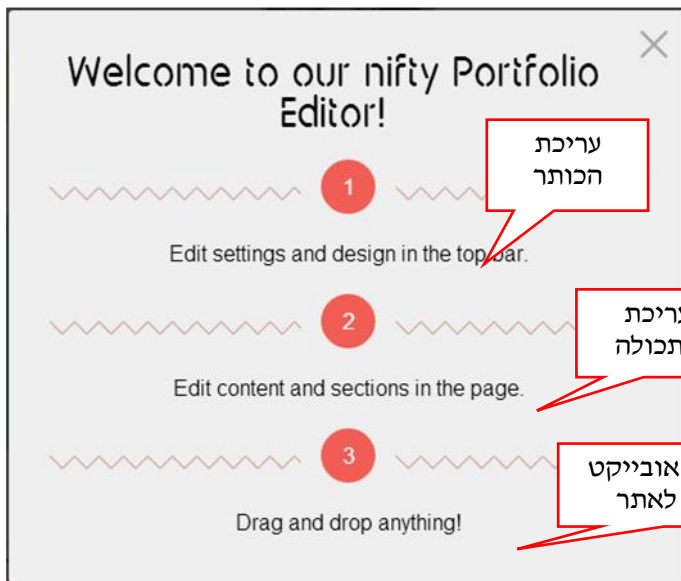 Welcome to our nifty Portfolio
Editor!
עריכת
הכותר
1
Edit settings and design in the top bar.
2
עריכת
תכולה
Edit content and sections in the page.
3
אובייקט
לאתר
Drag and drop anything!